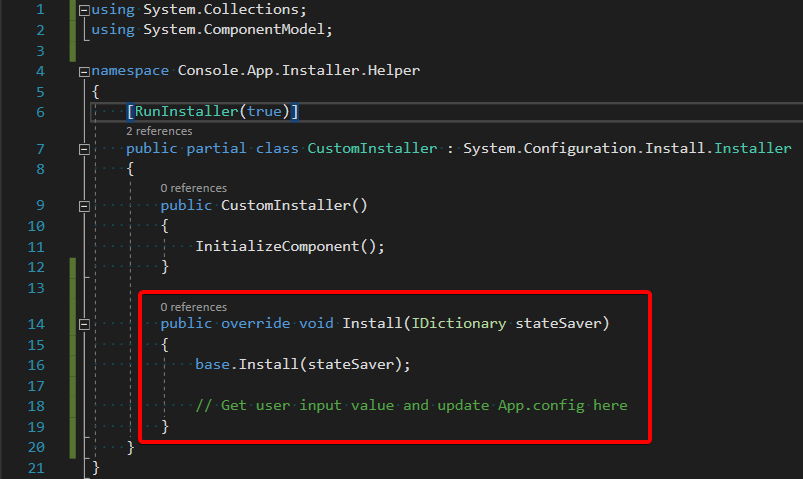 1 using System.Collections;
2 using System.ComponentModel;
3
4 namespace Console.App.Installer.Helper
5 {
6 [RunInstaller(true)]
2 references
7 public partial class CustomInstaller : System.Configuration.Install.Installer
8 {
0 references
9 public CustomInstaller()
10 {
11 InitializeComponent();
12 }
13
0 references
14 public override void Install(IDictionary stateSaver)
15 {
16 base.Install(stateSaver);
17
18 // Get user input value and update App.config here
19 }
20 }
21 }